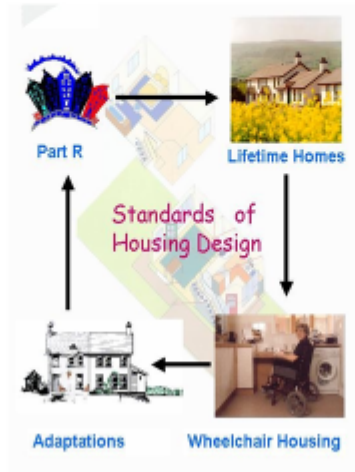 Part R
Lifetime Homes
Standards of
Housing Design
Adaptations
Wheelchair Housing